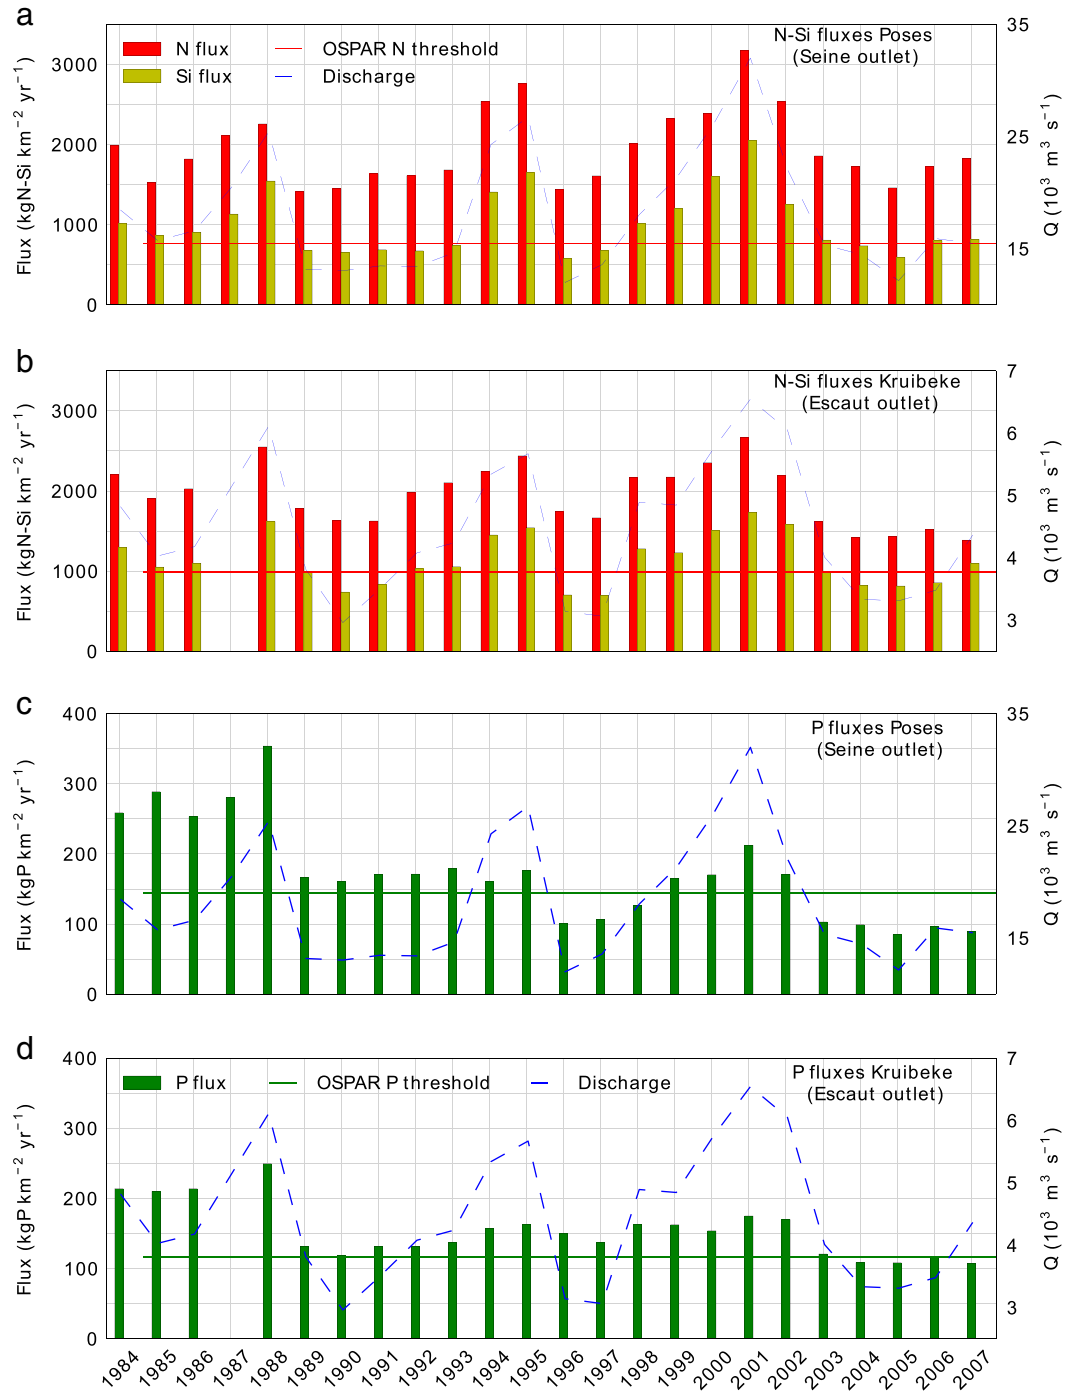 a
N flux
OSPAR N threshold
Si flux
Discharge
N-Si fluxes Poses
(Seine outlet)
Flux (kgN-Si km⁻² yr⁻¹)
3000
2000
1000
0
35
25
15
Q (10³ m³ s⁻¹)
b
N-Si fluxes Kruibeke
(Escaut outlet)
Flux (kgN-Si km⁻² yr⁻¹)
3000
2000
1000
0
7
6
5
4
3
Q (10³ m³ s⁻¹)
c
P fluxes Poses
(Seine outlet)
Flux (kgP km⁻² yr⁻¹)
400
300
200
100
0
35
25
15
Q (10³ m³ s⁻¹)
d
P flux
OSPAR P threshold
Discharge
P fluxes Kruibeke
(Escaut outlet)
Flux (kgP km⁻² yr⁻¹)
400
300
200
100
0
7
6
5
4
3
Q (10³ m³ s⁻¹)
1984 1985 1986 1987 1988 1989 1990 1991 1992 1993 1994 1995 1996 1997 1998 1999 2000 2001 2002 2003 2004 2005 2006 2007